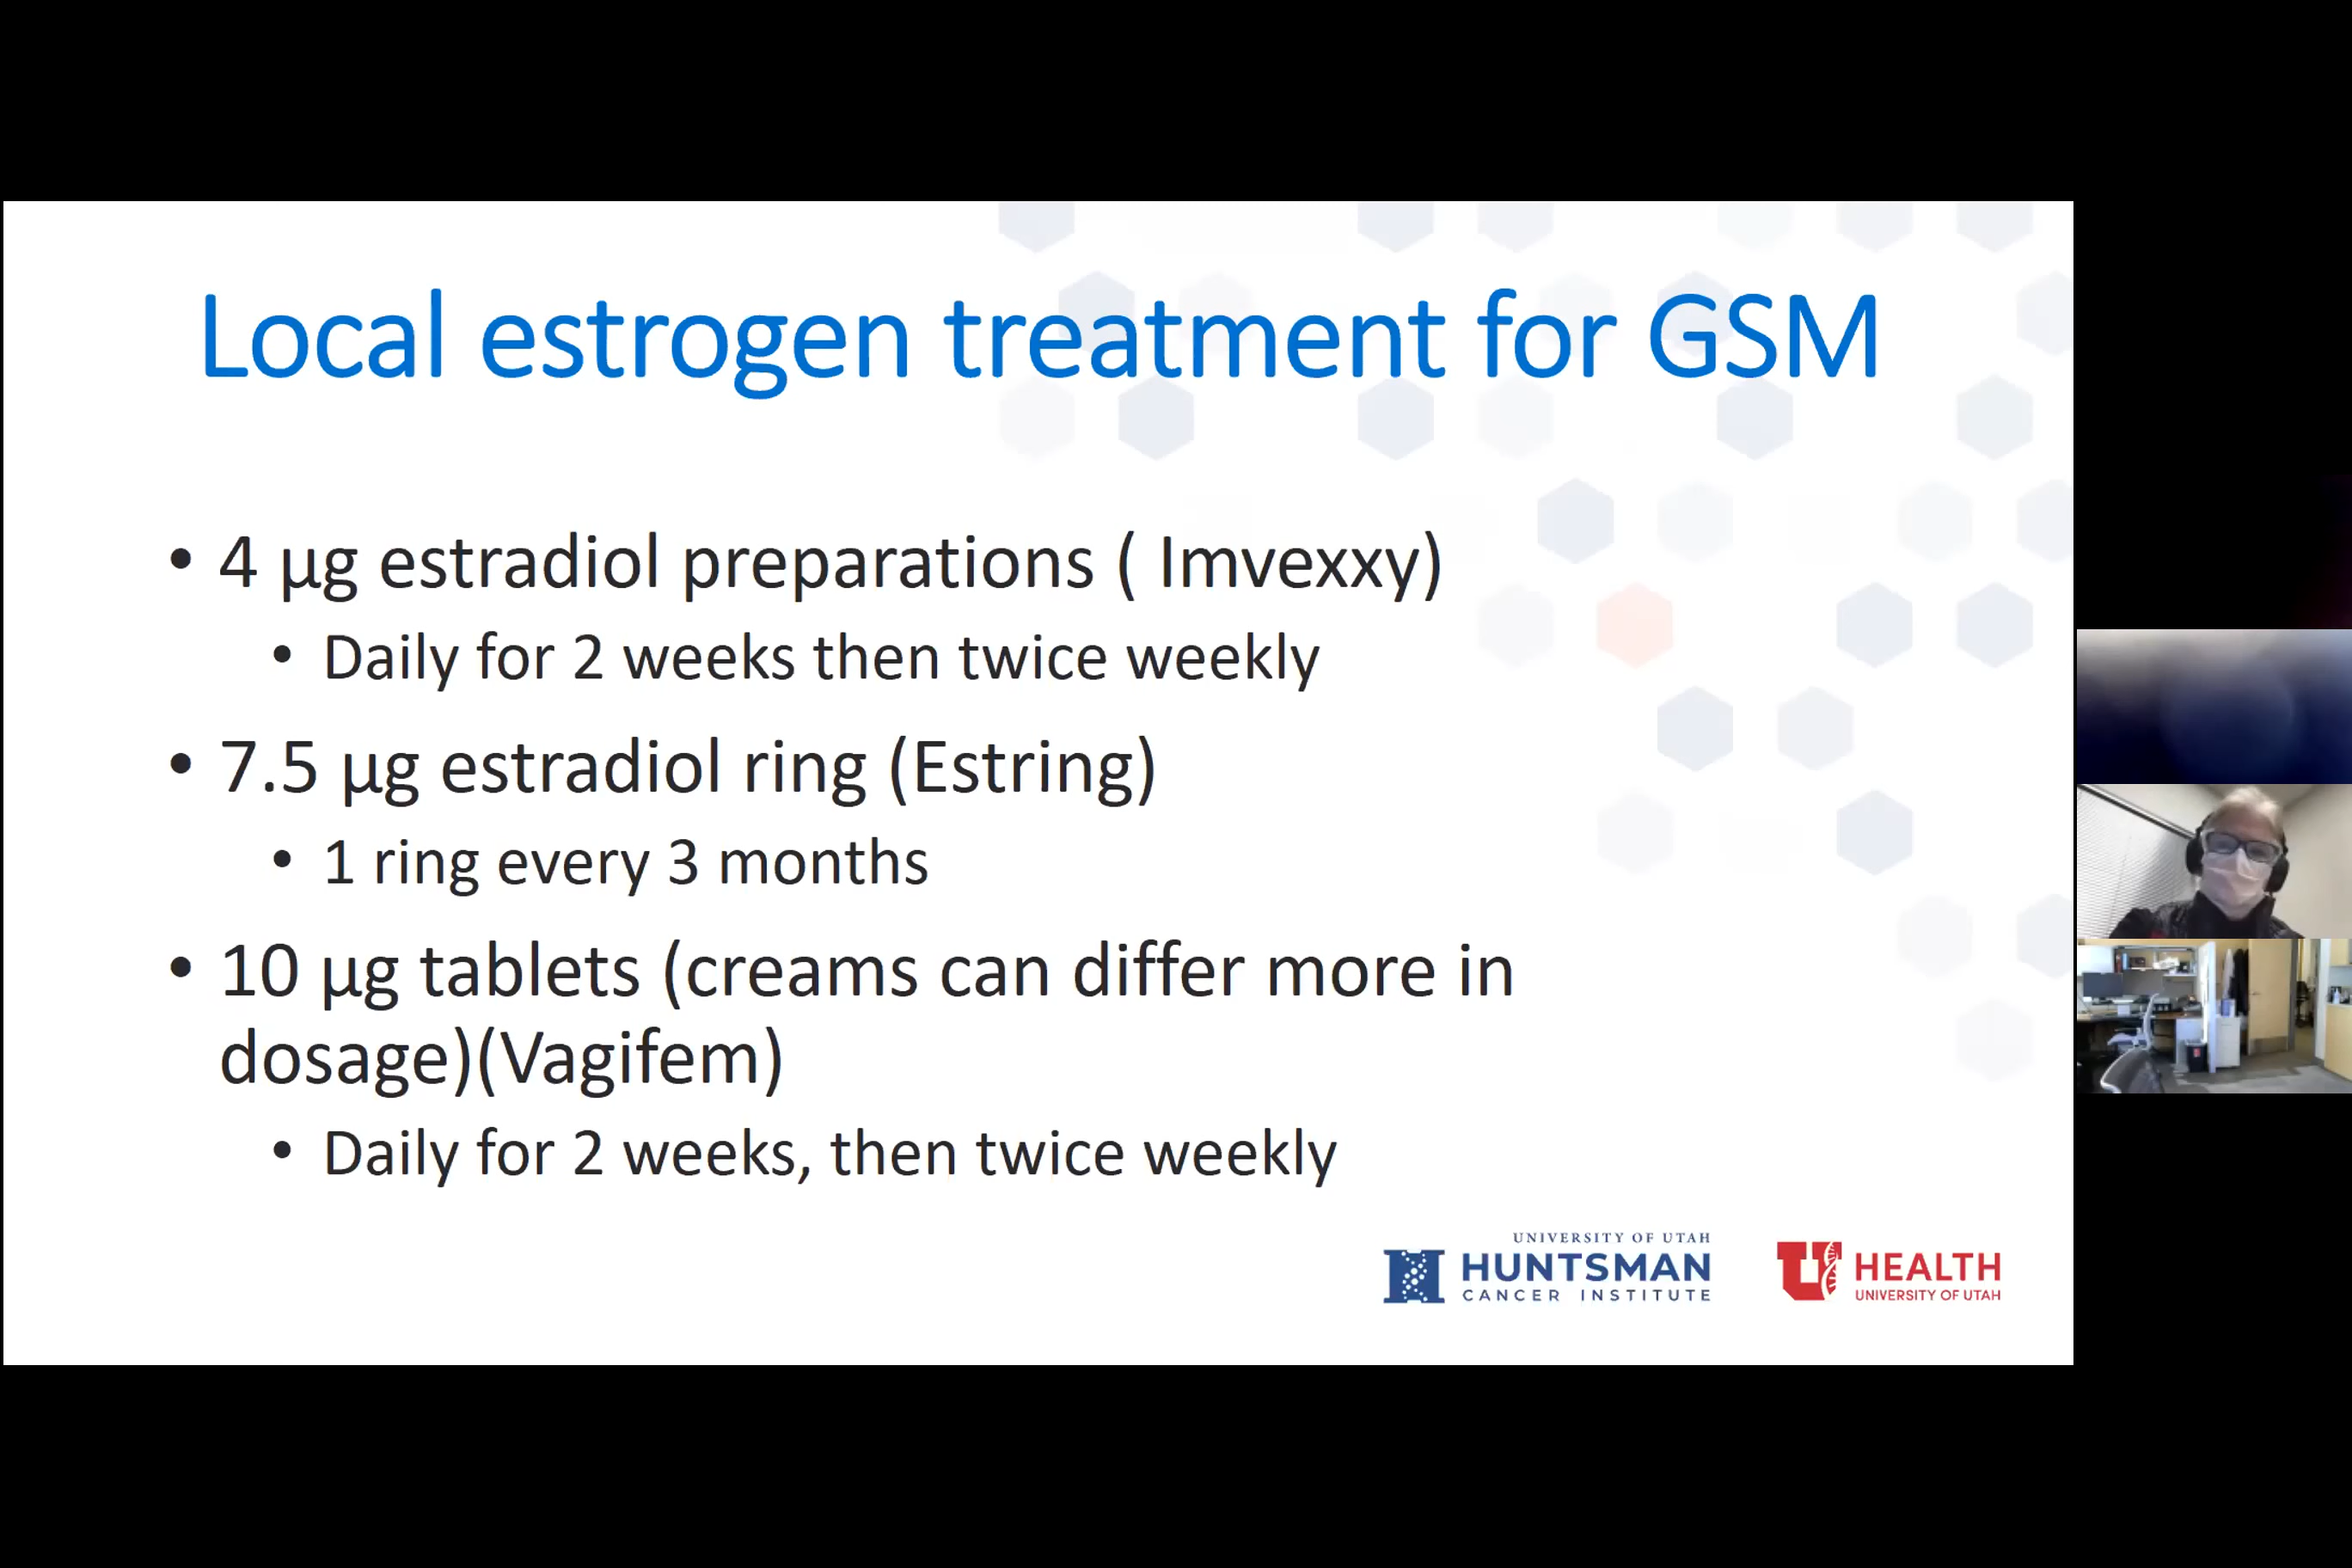 Local estrogen treatment for GSM
• 4 µg estradiol preparations ( Imvexxy)
• Daily for 2 weeks then twice weekly
• 7.5 µg estradiol ring (Estring)
• 1 ring every 3 months
• 10 µg tablets (creams can differ more in
dosage)(Vagifem)
• Daily for 2 weeks, then twice weekly
UNIVERSITY OF UTAH
HUNTSMAN
CANCER INSTITUTE
U HEALTH
UNIVERSITY OF UTAH